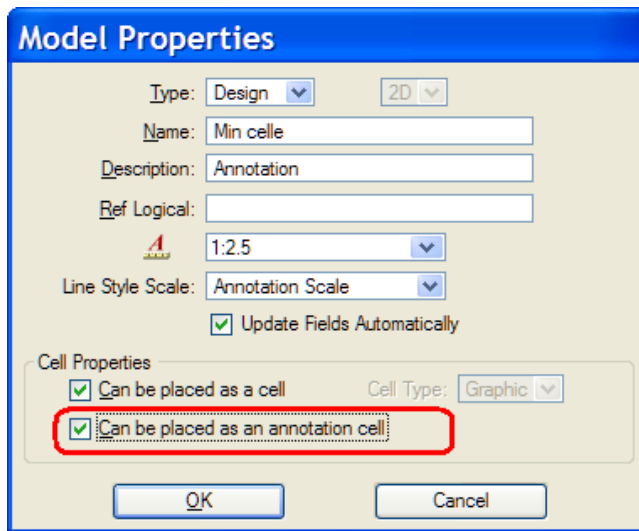 Model Properties
Type: Design 2D
Name: Min celle
Description: Annotation
Ref Logical:
A 1:2.5
Line Style Scale: Annotation Scale
Update Fields Automatically
Cell Properties
Can be placed as a cell Cell Type: Graphic
Can be placed as an annotation cell
OK Cancel